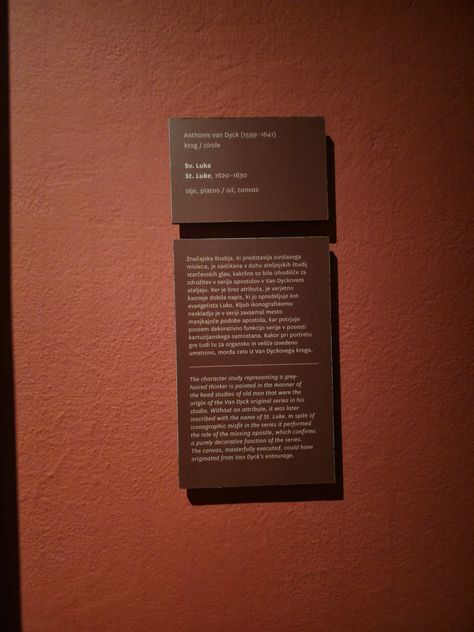 Anthonis van Dyck (1599-1641)
krog / circle
Sv. Luka
St. Luke, 1620-1630
olje, platno / oil, canvas
Značajska študija, ki predstavlja sivolasega
misleca, je naslikana v duhu ateljejskih študij
starčevskih glav, kakršne so bile izhodišče za
združitev v serijo apostolov v Van Dyckovem
ateljeju. Ker je brez atributa, je verjetno
kasneje dobila napis, ki jo opredeljuje kot
evangelista Luko. Kljub ikonografskemu
neskladju je v seriji zavzemal mesto
manjkajoče podobe apostola, kar potrjuje
povsem dekorativno funkcijo serije v posesti
kartuzijanskega samostana. Kakor pri portretu
gre tudi tu za organsko in vešče izvedeno
umetnino, morda celo iz Van Dyckovega kroga.
The character study representing a grey-
haired thinker is painted in the manner of
the head studies of old men that were the
origin of the Van Dyck original series in his
studio. Without an attribute, it was later
inscribed with the name of St. Luke. In spite of
iconographic misfit in the series it performed
the role of the missing apostle, which confirms
a purely decorative function of the series.
The canvas, masterfully executed, could have
originated from Van Dyck's entourage.